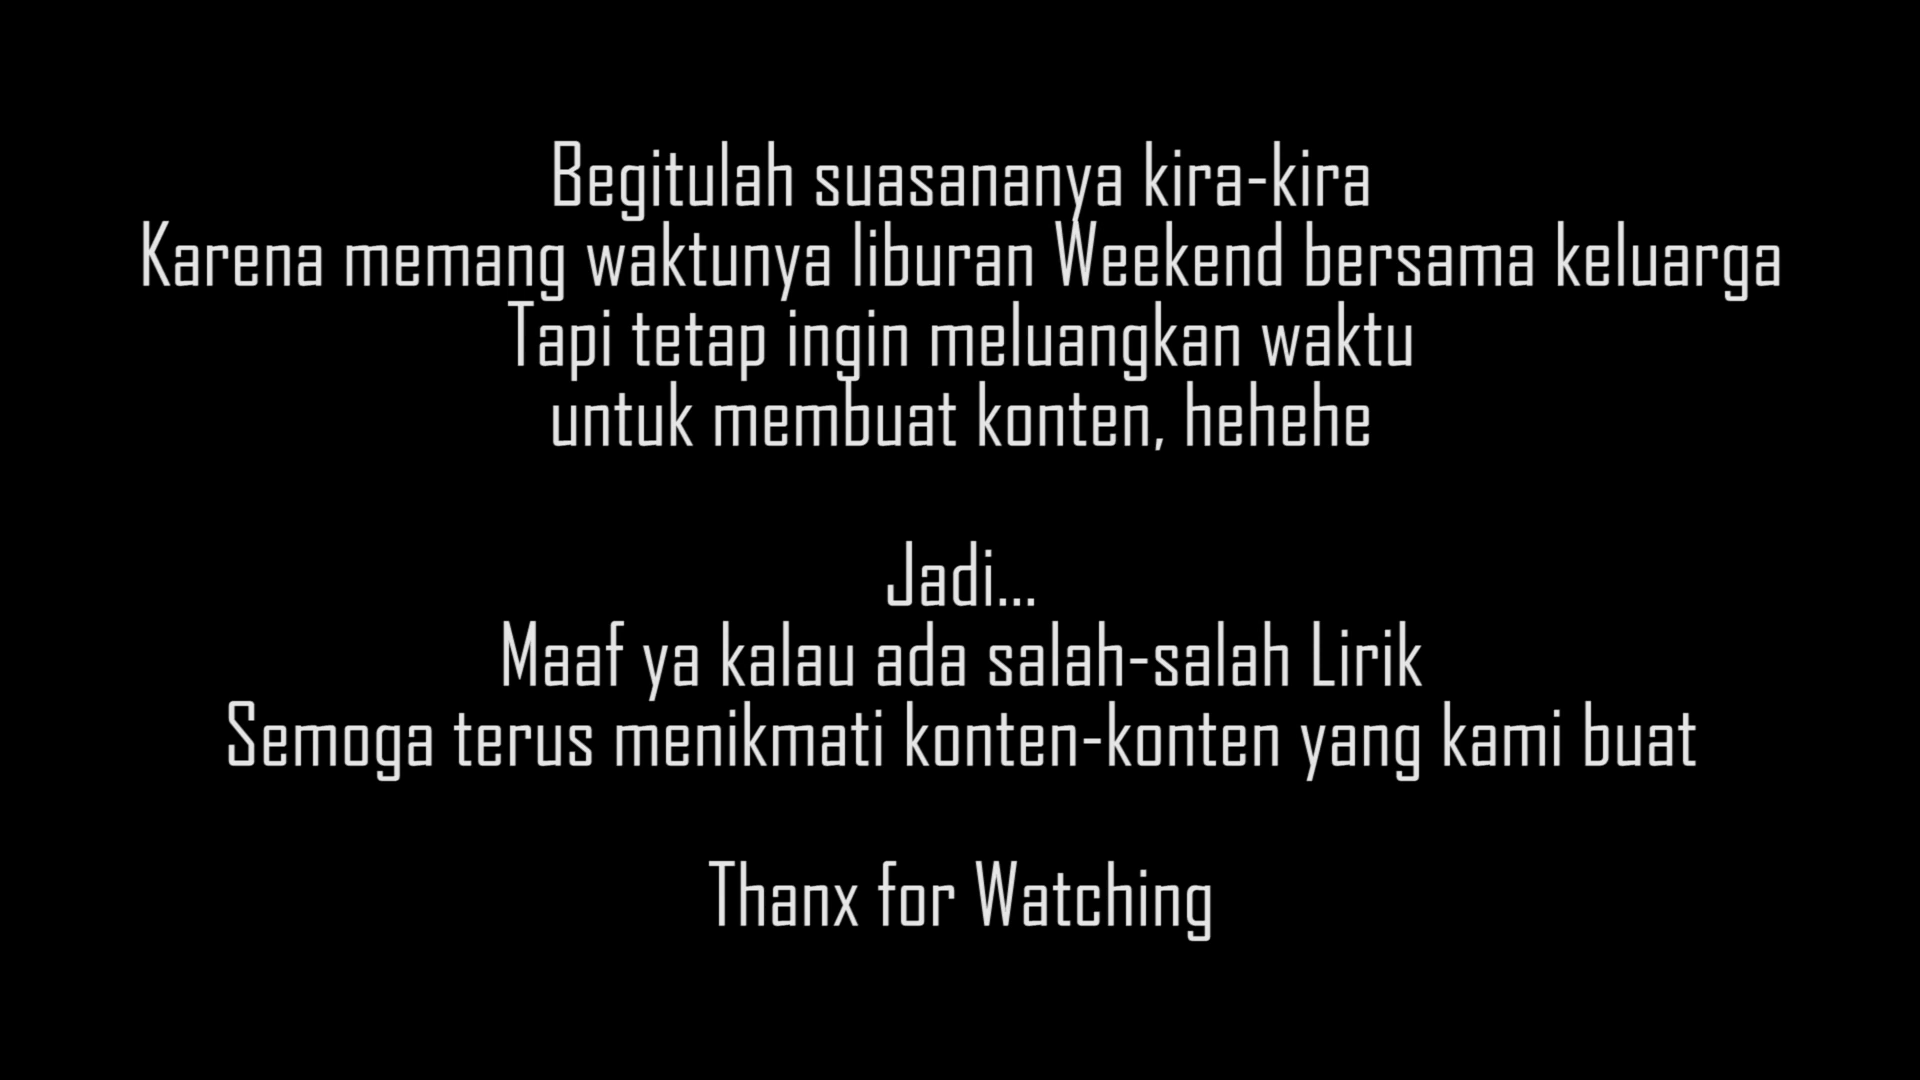 Begitulah suasananya kira-kira
Karena memang waktunya liburan Weekend bersama keluarga
Tapi tetap ingin meluangkan waktu
untuk membuat konten, hehehe
Jadi...
Maaf ya kalau ada salah-salah Lirik
Semoga terus menikmati konten-konten yang kami buat
Thanx for Watching